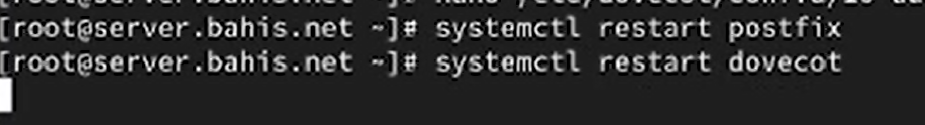 [root@server.bahis.net ~]# systemctl restart postfix
[root@server.bahis.net ~]# systemctl restart dovecot